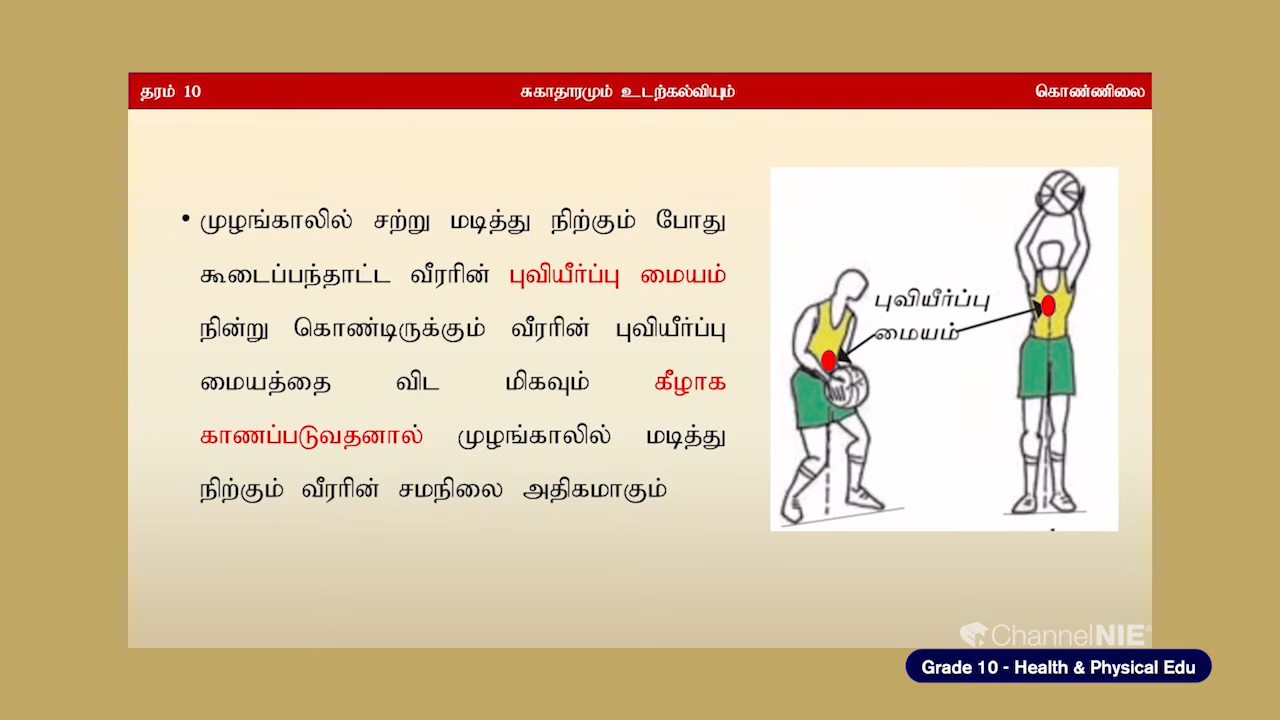 தரம் 10 சுகாதாரமும் உடற்கல்வியும் கொண்ணிலை
• முழங்காலில் சற்று மடித்து நிற்கும் போது
கூடைப்பந்தாட்ட வீரரின் புவியீர்ப்பு மையம்
நின்று கொண்டிருக்கும் வீரரின் புவியீர்ப்பு
மையத்தை விட மிகவும் கீழாக
காணப்படுவதனால் முழங்காலில் மடித்து
நிற்கும் வீரரின் சமநிலை அதிகமாகும்
புவியீர்ப்பு
மையம்
ChannelNIE
Grade 10 - Health & Physical Edu